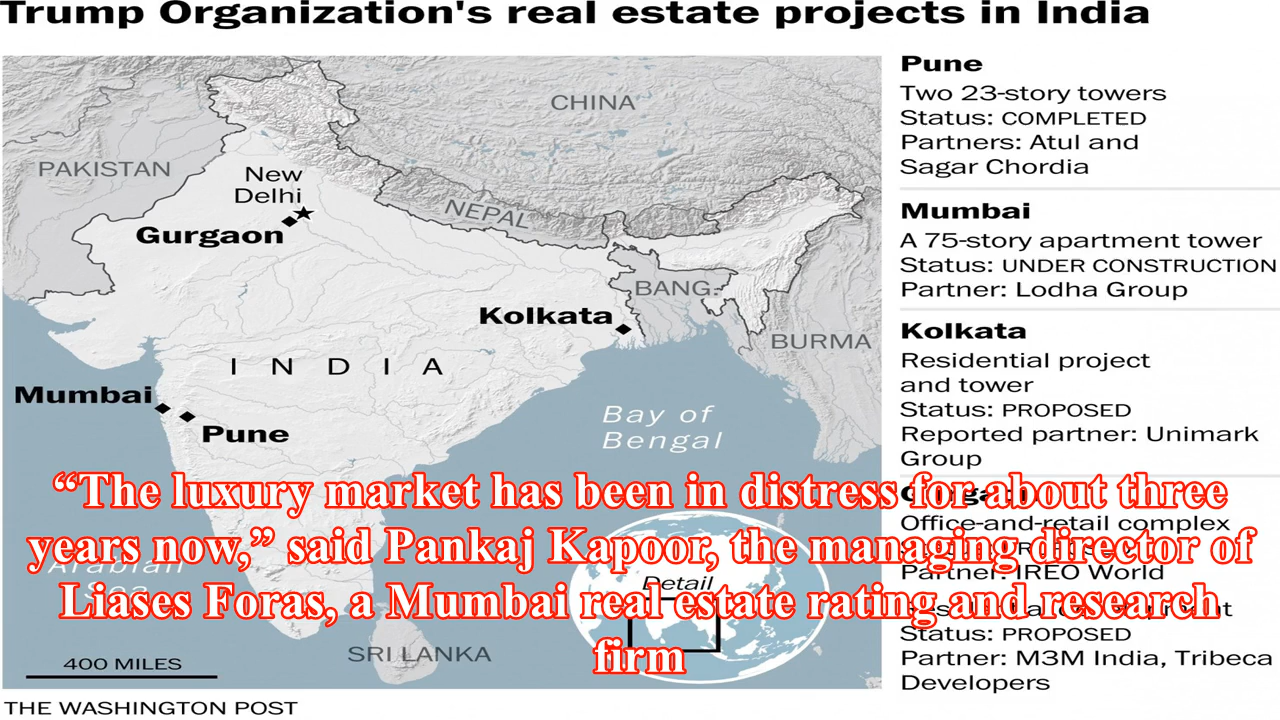 Trump Organization's real estate projects in India
CHINA
PAKISTAN
New
Delhi
NEPAL
Gurgaon
BANG.
Kolkata
BURMA
INDIA
Mumbai
Bay of
Bengal
Pune
Arabian
Sea
Detail
SRI LANKA
400 MILES
THE WASHINGTON POST
Pune
Two 23-story towers
Status: COMPLETED
Partners: Atul and
Sagar Chordia
Mumbai
A 75-story apartment tower
Status: UNDER CONSTRUCTION
Partner: Lodha Group
Kolkata
Residential project
and tower
Status: PROPOSED
Reported partner: Unimark
Group
Gurgaon
Office-and-retail complex
Partner: IREO World
Status: PROPOSED
Partner: M3M India, Tribeca
Developers
“The luxury market has been in distress for about three
years now,” said Pankaj Kapoor, the managing director of
Liases Foras, a Mumbai real estate rating and research
firm